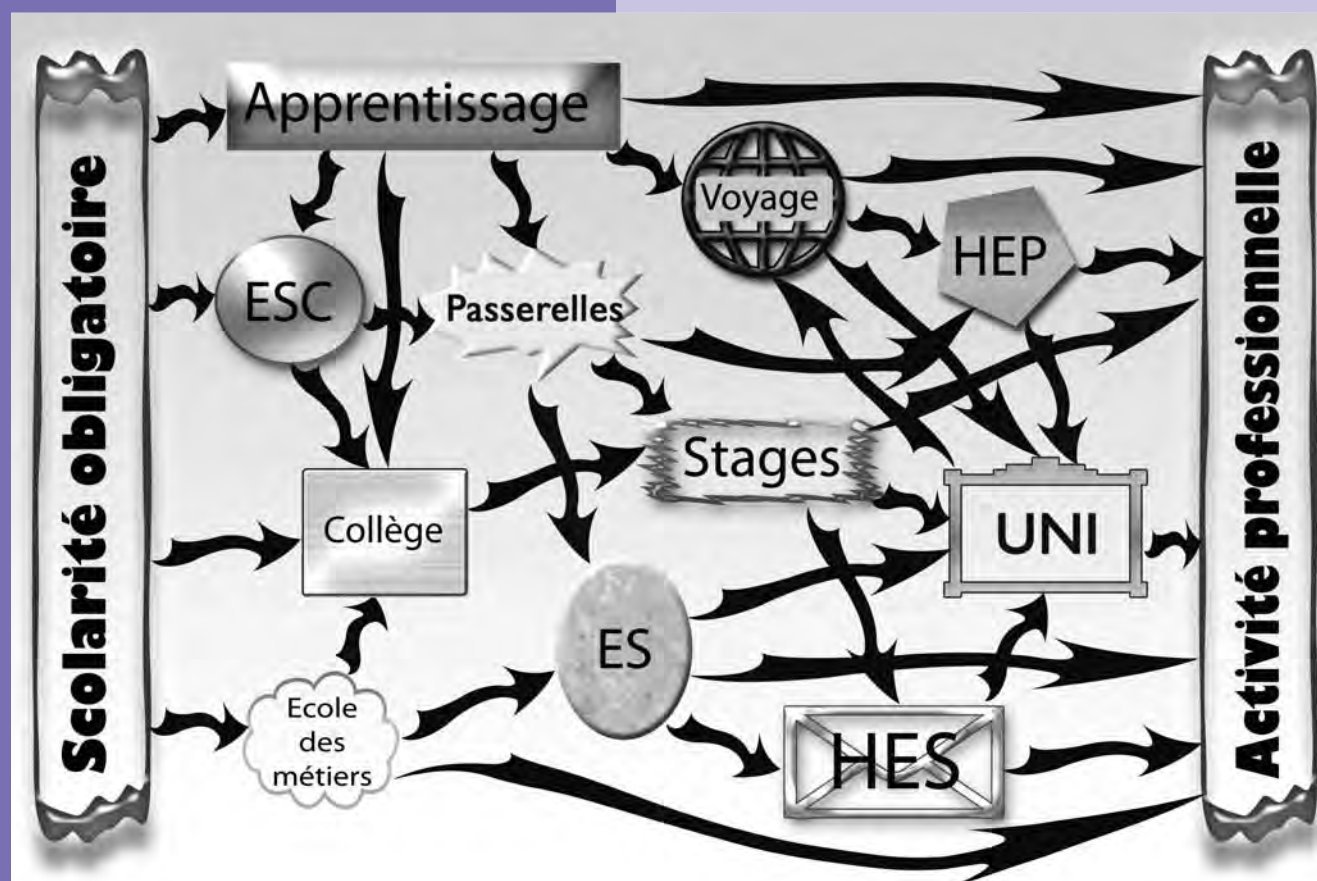 Scolarité obligatoire
Apprentissage
Voyage
HEP
ESC
Passerelles
Stages
Collège
UNI
ES
Ecole
des
métiers
HES
Activité professionnelle